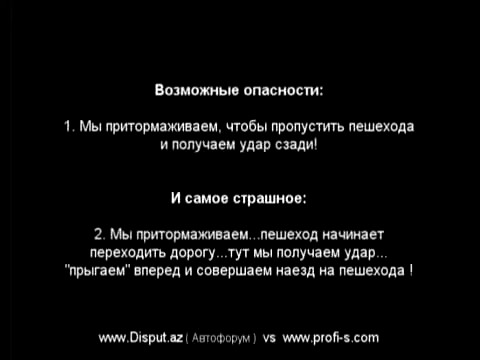 Возможные опасности:
1. Мы притормаживаем, чтобы пропустить пешехода
и получаем удар сзади!
И самое страшное:
2. Мы притормаживаем...пешеход начинает
переходить дорогу...тут мы получаем удар...
"прыгаем" вперед и совершаем наезд на пешехода !
www.Disput.az ( Автофорум ) vs www.profi-s.com